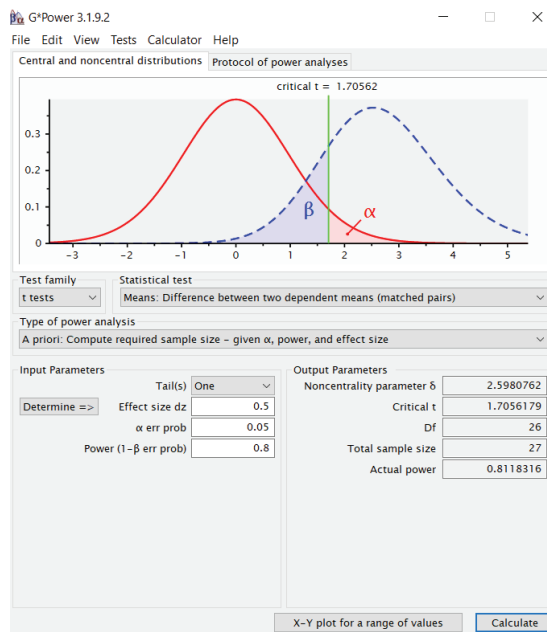 βα G*Power 3.1.9.2
File Edit View Tests Calculator Help
Central and noncentral distributions Protocol of power analyses
critical t = 1.70562
0.3
0.2
β α
0.1
0
-3 -2 -1 0 1 2 3 4 5
Test family Statistical test
t tests Means: Difference between two dependent means (matched pairs)
Type of power analysis
A priori: Compute required sample size – given α, power, and effect size
Input Parameters Output Parameters
Tail(s) One Noncentrality parameter δ 2.5980762
Determine => Effect size dz 0.5 Critical t 1.7056179
α err prob 0.05 Df 26
Power (1-β err prob) 0.8 Total sample size 27
Actual power 0.8118316
X-Y plot for a range of values Calculate